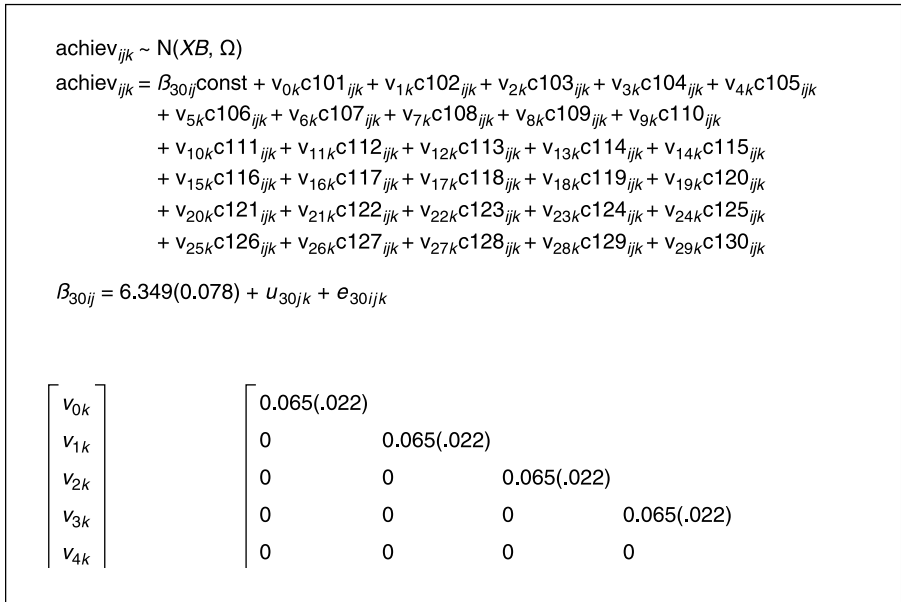 achiev_ijk ~ N(XB, Ω)
achiev_ijk = β_30ij const + v_0k c101_ijk + v_1k c102_ijk + v_2k c103_ijk + v_3k c104_ijk + v_4k c105_ijk
+ v_5k c106_ijk + v_6k c107_ijk + v_7k c108_ijk + v_8k c109_ijk + v_9k c110_ijk
+ v_10k c111_ijk + v_11k c112_ijk + v_12k c113_ijk + v_13k c114_ijk + v_14k c115_ijk
+ v_15k c116_ijk + v_16k c117_ijk + v_17k c118_ijk + v_18k c119_ijk + v_19k c120_ijk
+ v_20k c121_ijk + v_21k c122_ijk + v_22k c123_ijk + v_23k c124_ijk + v_24k c125_ijk
+ v_25k c126_ijk + v_26k c127_ijk + v_27k c128_ijk + v_28k c129_ijk + v_29k c130_ijk
β_30ij = 6.349(0.078) + u_30jk + e_30ijk
v_0k 0.065(.022)
v_1k 0 0.065(.022)
v_2k 0 0 0.065(.022)
v_3k 0 0 0 0.065(.022)
v_4k 0 0 0 0